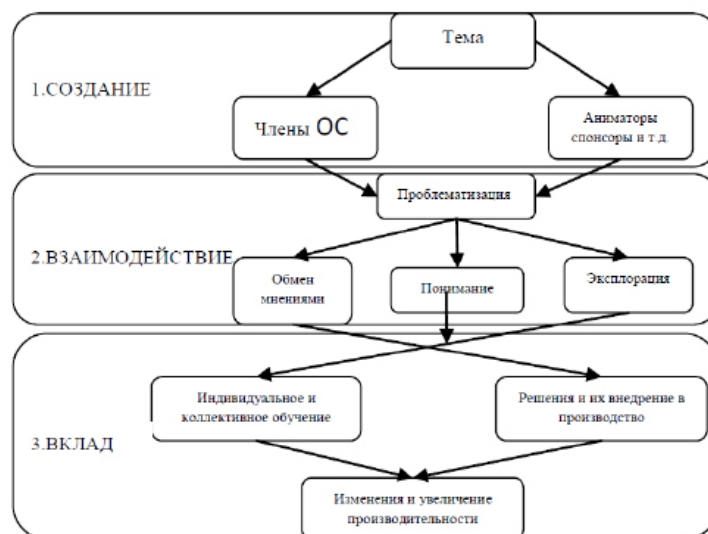 Тема
1.СОЗДАНИЕ
Члены ОС
Аниматоры
спонсоры и т.д.
Проблематизация
2.ВЗАИМОДЕЙСТВИЕ
Обмен
мнениями
Понимание
Эксплорация
Индивидуальное и
коллективное обучение
Решения и их внедрение в
производство
3.ВКЛАД
Изменения и увеличение
производительности